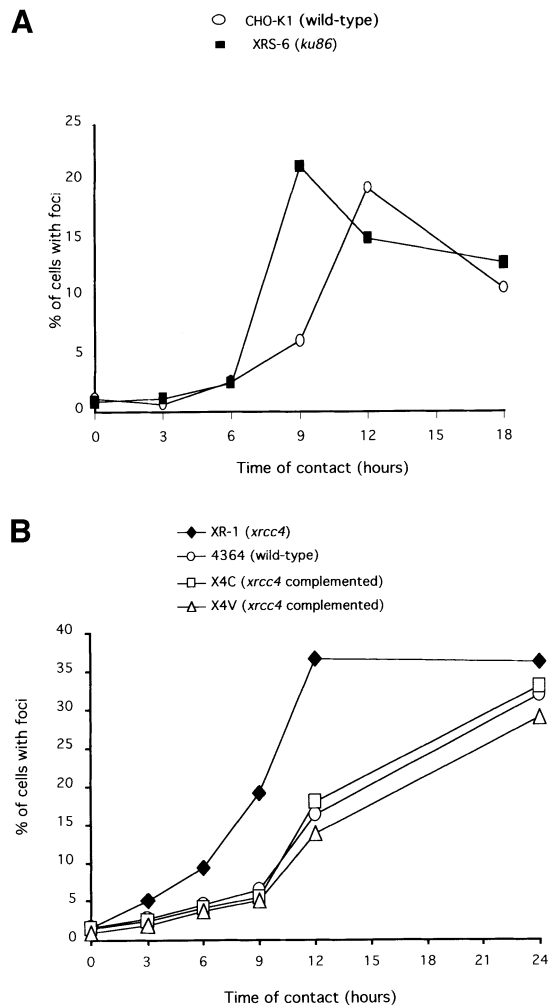 A
CHO-K1 (wild-type)
XRS-6 (ku86)
25
20
15
10
5
0
% of cells with foci
0 3 6 9 12 15 18
Time of contact (hours)
B
XR-1 (xrcc4)
4364 (wild-type)
X4C (xrcc4 complemented)
X4V (xrcc4 complemented)
40
35
30
25
20
15
10
5
0
% of cells with foci
0 3 6 9 12 15 18 21 24
Time of contact (hours)